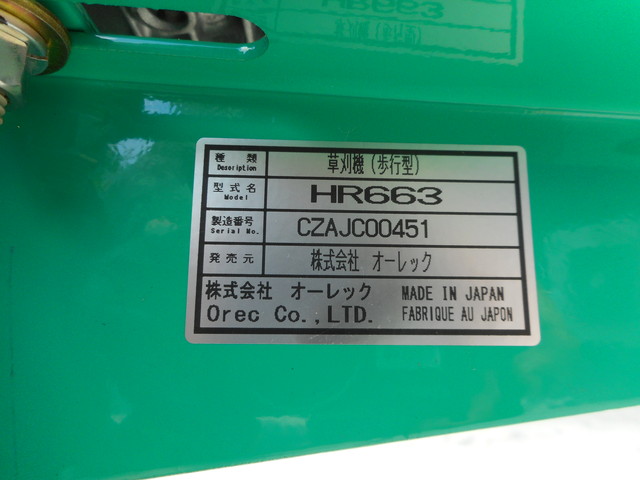 種類 草刈機(歩行型)
Description
型式名 HR663
Model
製造番号 CZAJC00451
Serial No.
発売元 株式会社 オーレック
株式会社 オーレック MADE IN JAPAN
Orec Co.,LTD. FABRIQUE AU JAPON